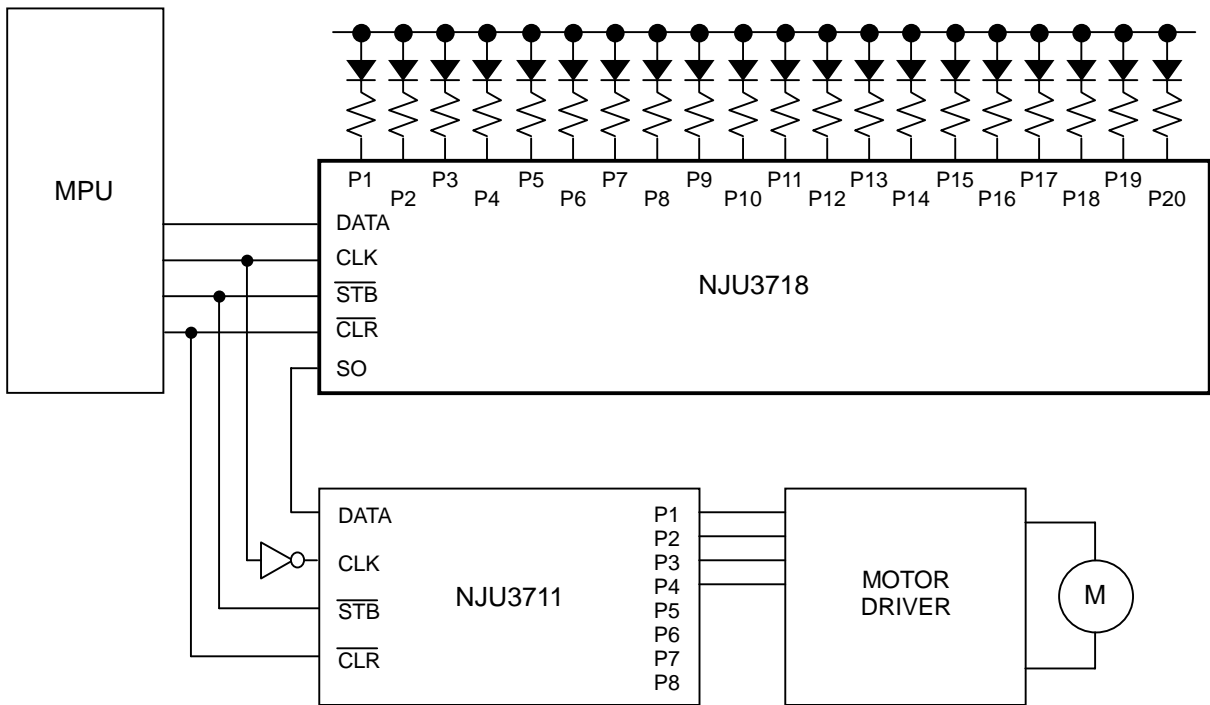 MPU
P1 P3 P5 P7 P9 P11 P13 P15 P17 P19
P2 P4 P6 P8 P10 P12 P14 P16 P18 P20
DATA
CLK
STB
CLR
SO
NJU3718
DATA
CLK
STB
CLR
NJU3711
P1
P2
P3
P4
P5
P6
P7
P8
MOTOR
DRIVER
M